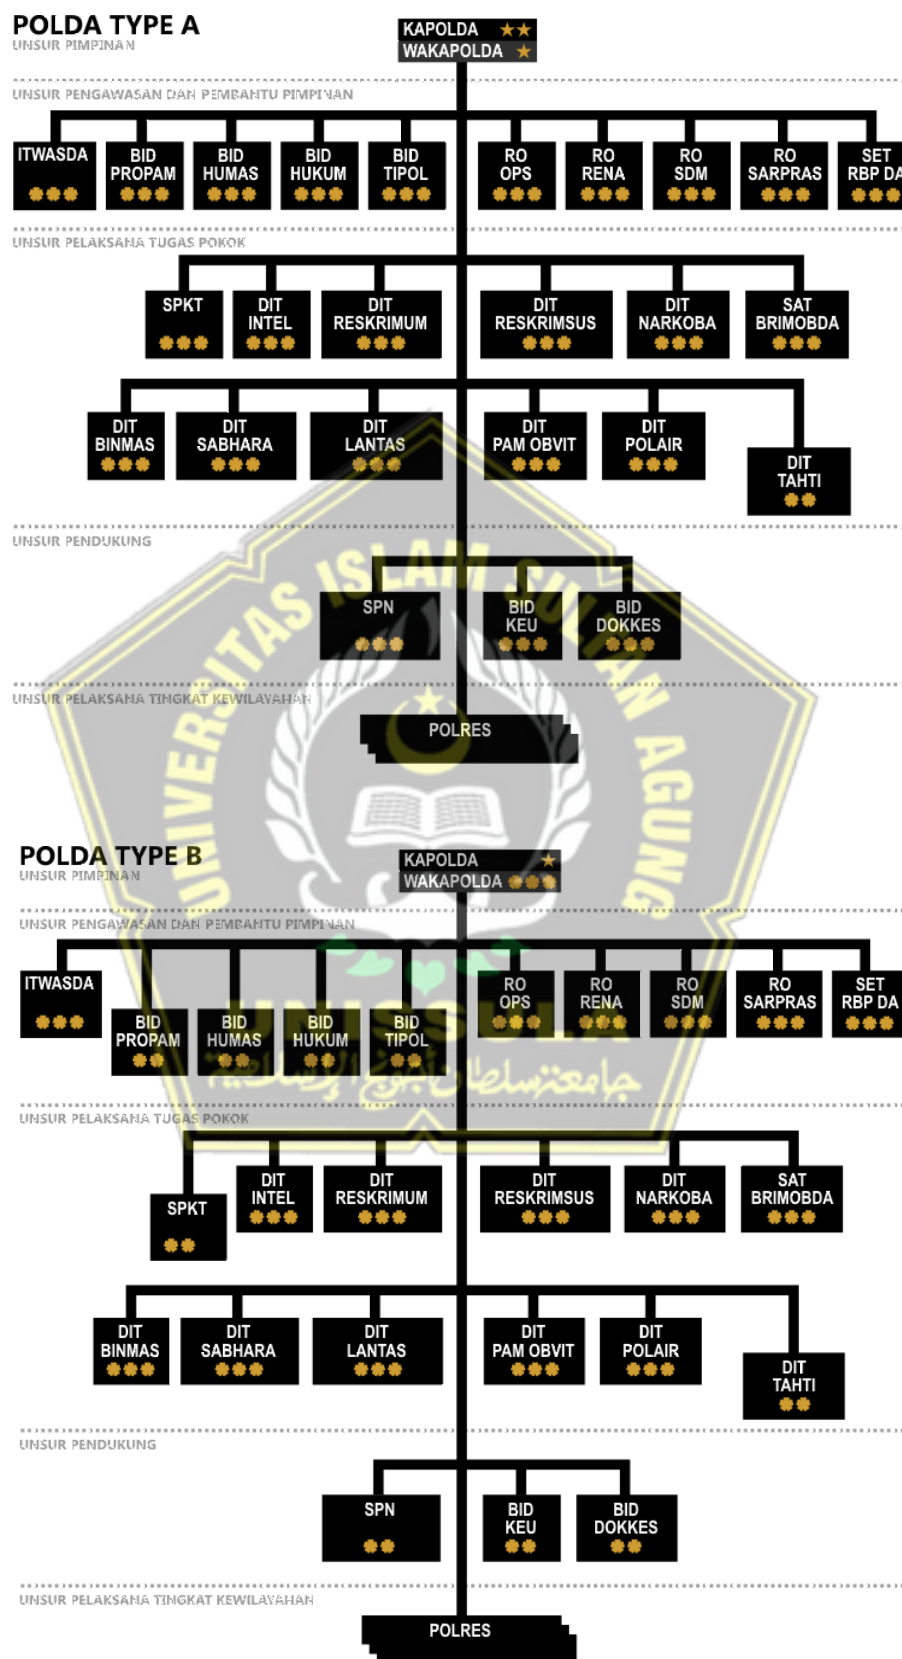 POLDA TYPE A
UNSUR PIMPINAN
KAPOLDA
WAKAPOLDA
UNSUR PENGAWASAN DAN PEMBANTU PIMPINAN
ITWASDA
BID
PROPAM
BID
HUMAS
BID
HUKUM
BID
TIPOL
RO
OPS
RO
RENA
RO
SDM
RO
SARPRAS
SET
RBP DA
UNSUR PELAKSANA TUGAS POKOK
SPKT
DIT
INTEL
DIT
RESKRIMUM
DIT
RESKRIMSUS
DIT
NARKOBA
SAT
BRIMOBDA
DIT
BINMAS
DIT
SABHARA
DIT
LANTAS
DIT
PAM OBVIT
DIT
POLAIR
DIT
TAHTI
UNSUR PENDUKUNG
SPN
BID
KEU
BID
DOKKES
UNSUR PELAKSANA TINGKAT KEWILAYAHAN
POLRES
UNIVERSITAS ISLAM SULTAN AGUNG
UNISSULA
جامعتسلطان أجونج الإسلامية
POLDA TYPE B
UNSUR PIMPINAN
KAPOLDA
WAKAPOLDA
UNSUR PENGAWASAN DAN PEMBANTU PIMPINAN
ITWASDA
BID
PROPAM
BID
HUMAS
BID
HUKUM
BID
TIPOL
RO
OPS
RO
RENA
RO
SDM
RO
SARPRAS
SET
RBP DA
UNSUR PELAKSANA TUGAS POKOK
SPKT
DIT
INTEL
DIT
RESKRIMUM
DIT
RESKRIMSUS
DIT
NARKOBA
SAT
BRIMOBDA
DIT
BINMAS
DIT
SABHARA
DIT
LANTAS
DIT
PAM OBVIT
DIT
POLAIR
DIT
TAHTI
UNSUR PENDUKUNG
SPN
BID
KEU
BID
DOKKES
UNSUR PELAKSANA TINGKAT KEWILAYAHAN
POLRES